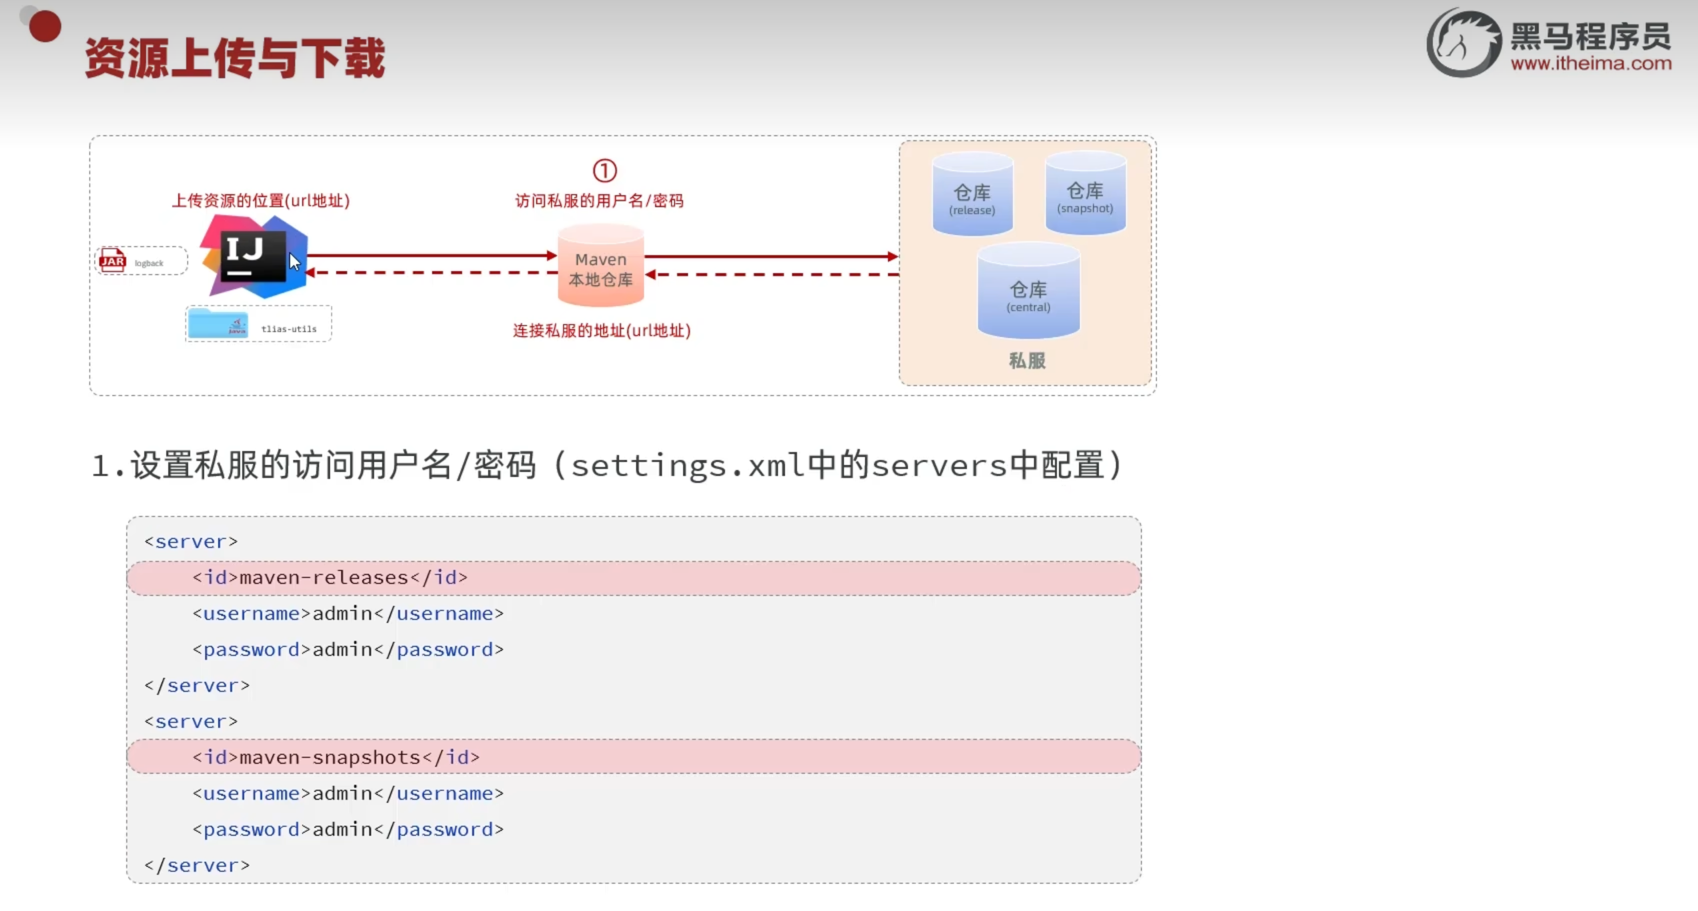 资源上传与下载
黑马程序员
www.itheima.com
①
上传资源的位置(url地址)
访问私服的用户名/密码
JAR
logback
IJ
tlias-utils
Maven
本地仓库
连接私服的地址(url地址)
仓库
(release)
仓库
(snapshot)
仓库
(central)
私服
1.设置私服的访问用户名/密码（settings.xml中的servers中配置）
<server>
<id>maven-releases</id>
<username>admin</username>
<password>admin</password>
</server>
<server>
<id>maven-snapshots</id>
<username>admin</username>
<password>admin</password>
</server>